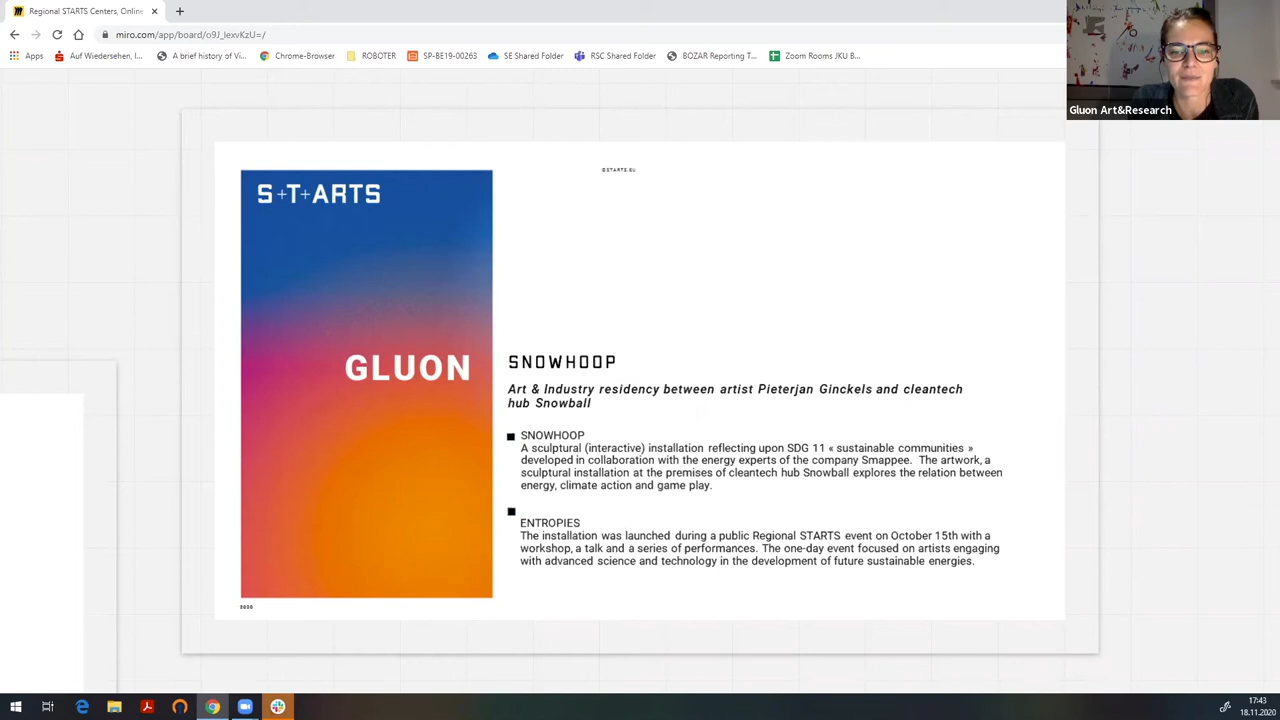 Regional STARTS Centers, Online
miro.com/app/board/o9J_lexvKzU=/
Apps
Auf Wiedersehen, I...
A brief history of Vi...
Chrome-Browser
ROBOTER
SP-BE19-00263
SE Shared Folder
RSC Shared Folder
BOZAR Reporting T...
Zoom Rooms JKU B...
Gluon Art&Research
S+T+ARTS
©STARTS.EU
GLUON
SNOWHOOP
Art & Industry residency between artist Pieterjan Ginckels and cleantech
hub Snowball
SNOWHOOP
A sculptural (interactive) installation reflecting upon SDG 11 « sustainable communities »
developed in collaboration with the energy experts of the company Smappee. The artwork, a
sculptural installation at the premises of cleantech hub Snowball explores the relation between
energy, climate action and game play.
ENTROPIES
The installation was launched during a public Regional STARTS event on October 15th with a
workshop, a talk and a series of performances. The one-day event focused on artists engaging
with advanced science and technology in the development of future sustainable energies.
2020
17:43
18.11.2020